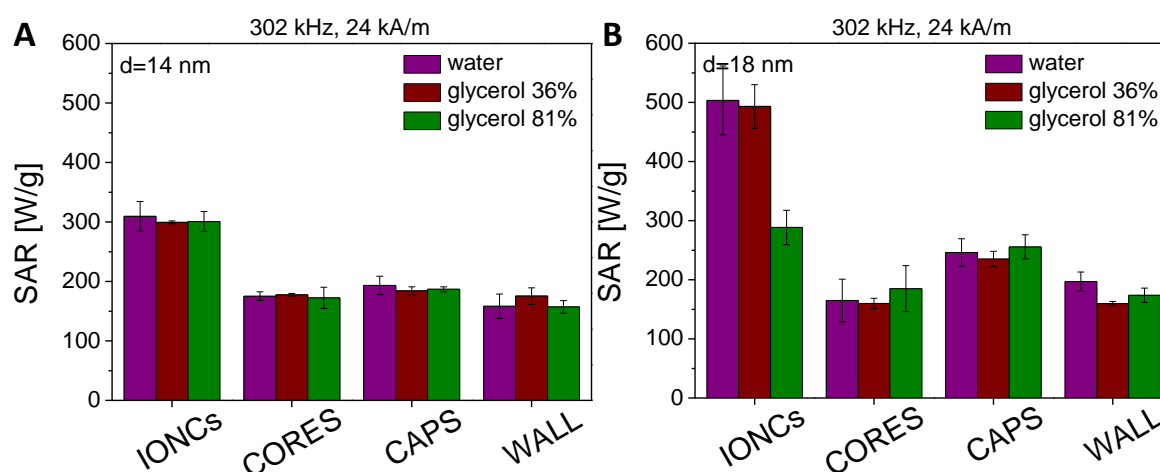 A
302 kHz, 24 kA/m
600
500
400
300
200
100
0
SAR [W/g]
d=14 nm
water
glycerol 36%
glycerol 81%
IONCs
CORES
CAPS
WALL
B
302 kHz, 24 kA/m
600
500
400
300
200
100
0
SAR [W/g]
d=18 nm
water
glycerol 36%
glycerol 81%
IONCs
CORES
CAPS
WALL